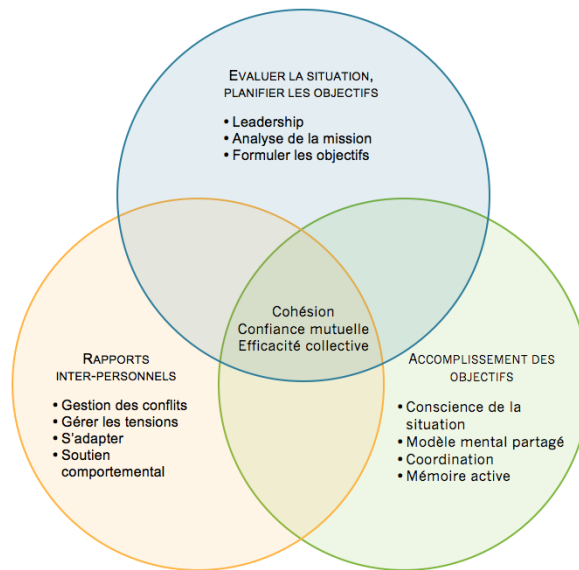 EVALUER LA SITUATION,
PLANIFIER LES OBJECTIFS
• Leadership
• Analyse de la mission
• Formuler les objectifs
Cohésion
Confiance mutuelle
Efficacité collective
RAPPORTS
INTER-PERSONNELS
• Gestion des conflits
• Gérer les tensions
• S'adapter
• Soutien
comportemental
ACCOMPLISSEMENT DES
OBJECTIFS
• Conscience de la
situation
• Modèle mental partagé
• Coordination
• Mémoire active